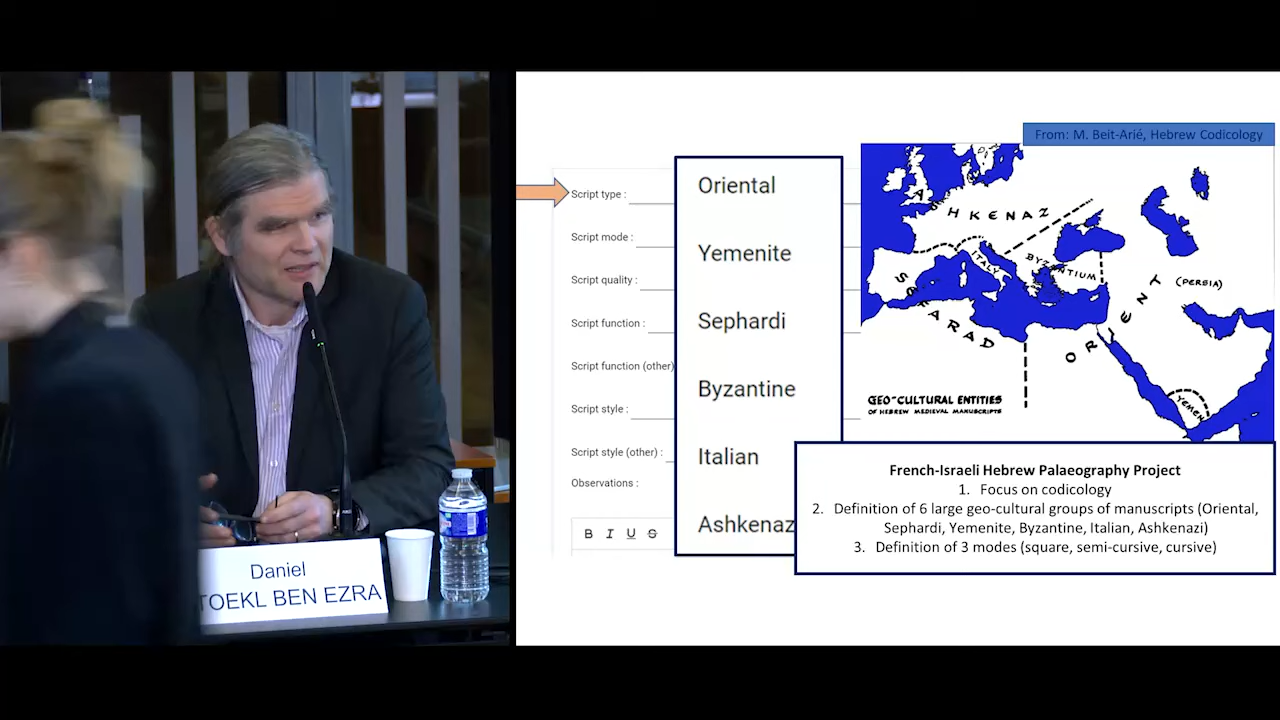 Daniel
TOEKL BEN EZRA
From: M. Beit-Arié, Hebrew Codicology
Script type :
Script mode :
Script quality :
Script function :
Script function (other)
Script style :
Script style (other) :
Observations :
B I U S
Oriental
Yemenite
Sephardi
Byzantine
Italian
Ashkenaz
ASHKENAZ
ITALY
BYZANTIUM
(PERSIA)
SEFARAD
ORIENT
YEMEN
GEO-CULTURAL ENTITIES
OF HEBREW MEDIEVAL MANUSCRIPTS
French-Israeli Hebrew Palaeography Project
1. Focus on codicology
2. Definition of 6 large geo-cultural groups of manuscripts (Oriental,
Sephardi, Yemenite, Byzantine, Italian, Ashkenazi)
3. Definition of 3 modes (square, semi-cursive, cursive)